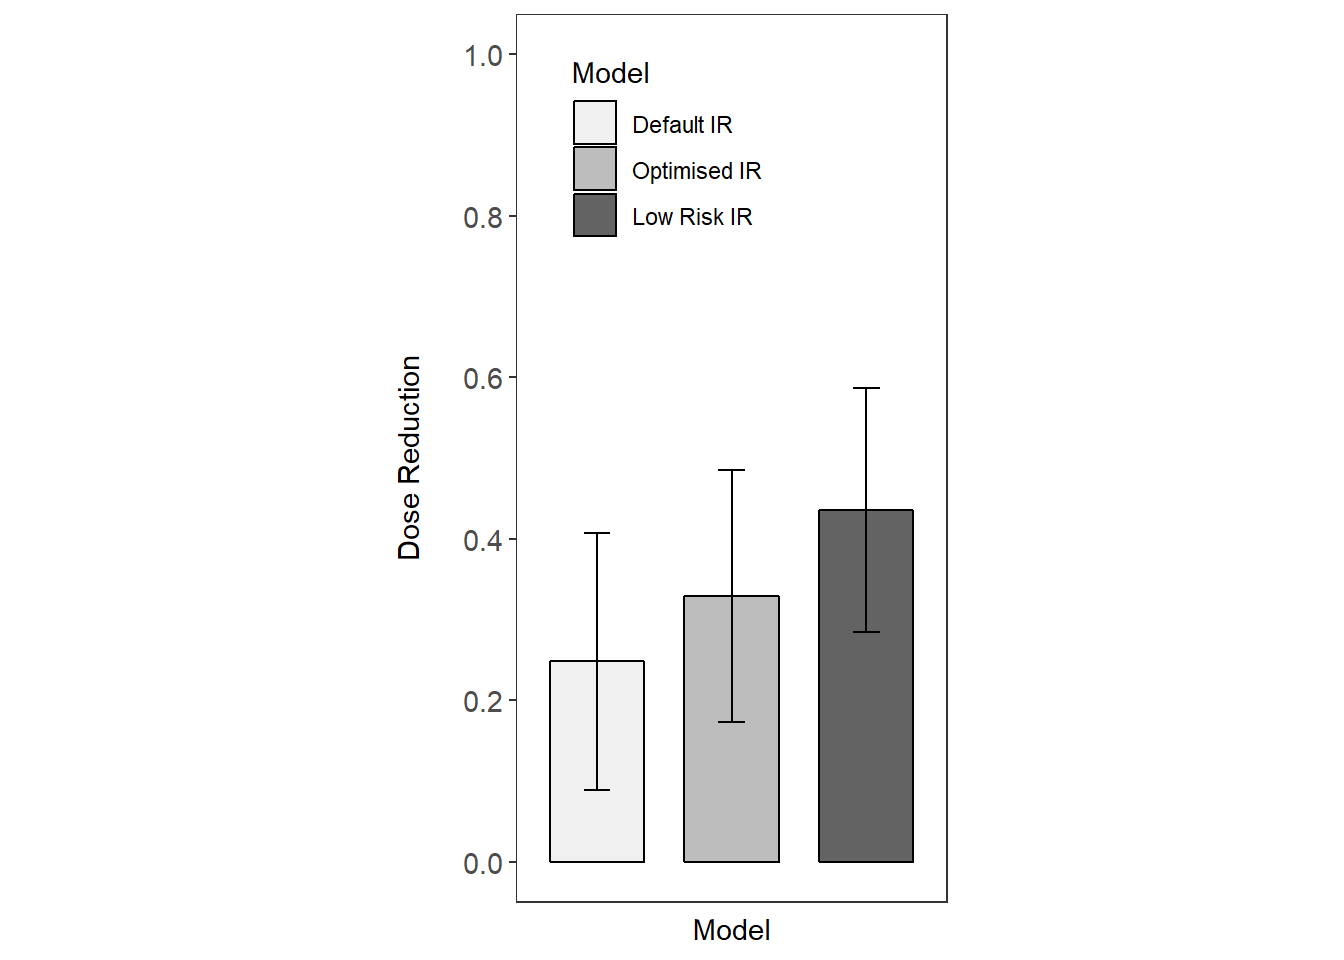 Model
Default IR
Optimised IR
Low Risk IR
1.0
0.8
0.6
0.4
0.2
0.0
Dose Reduction
Model